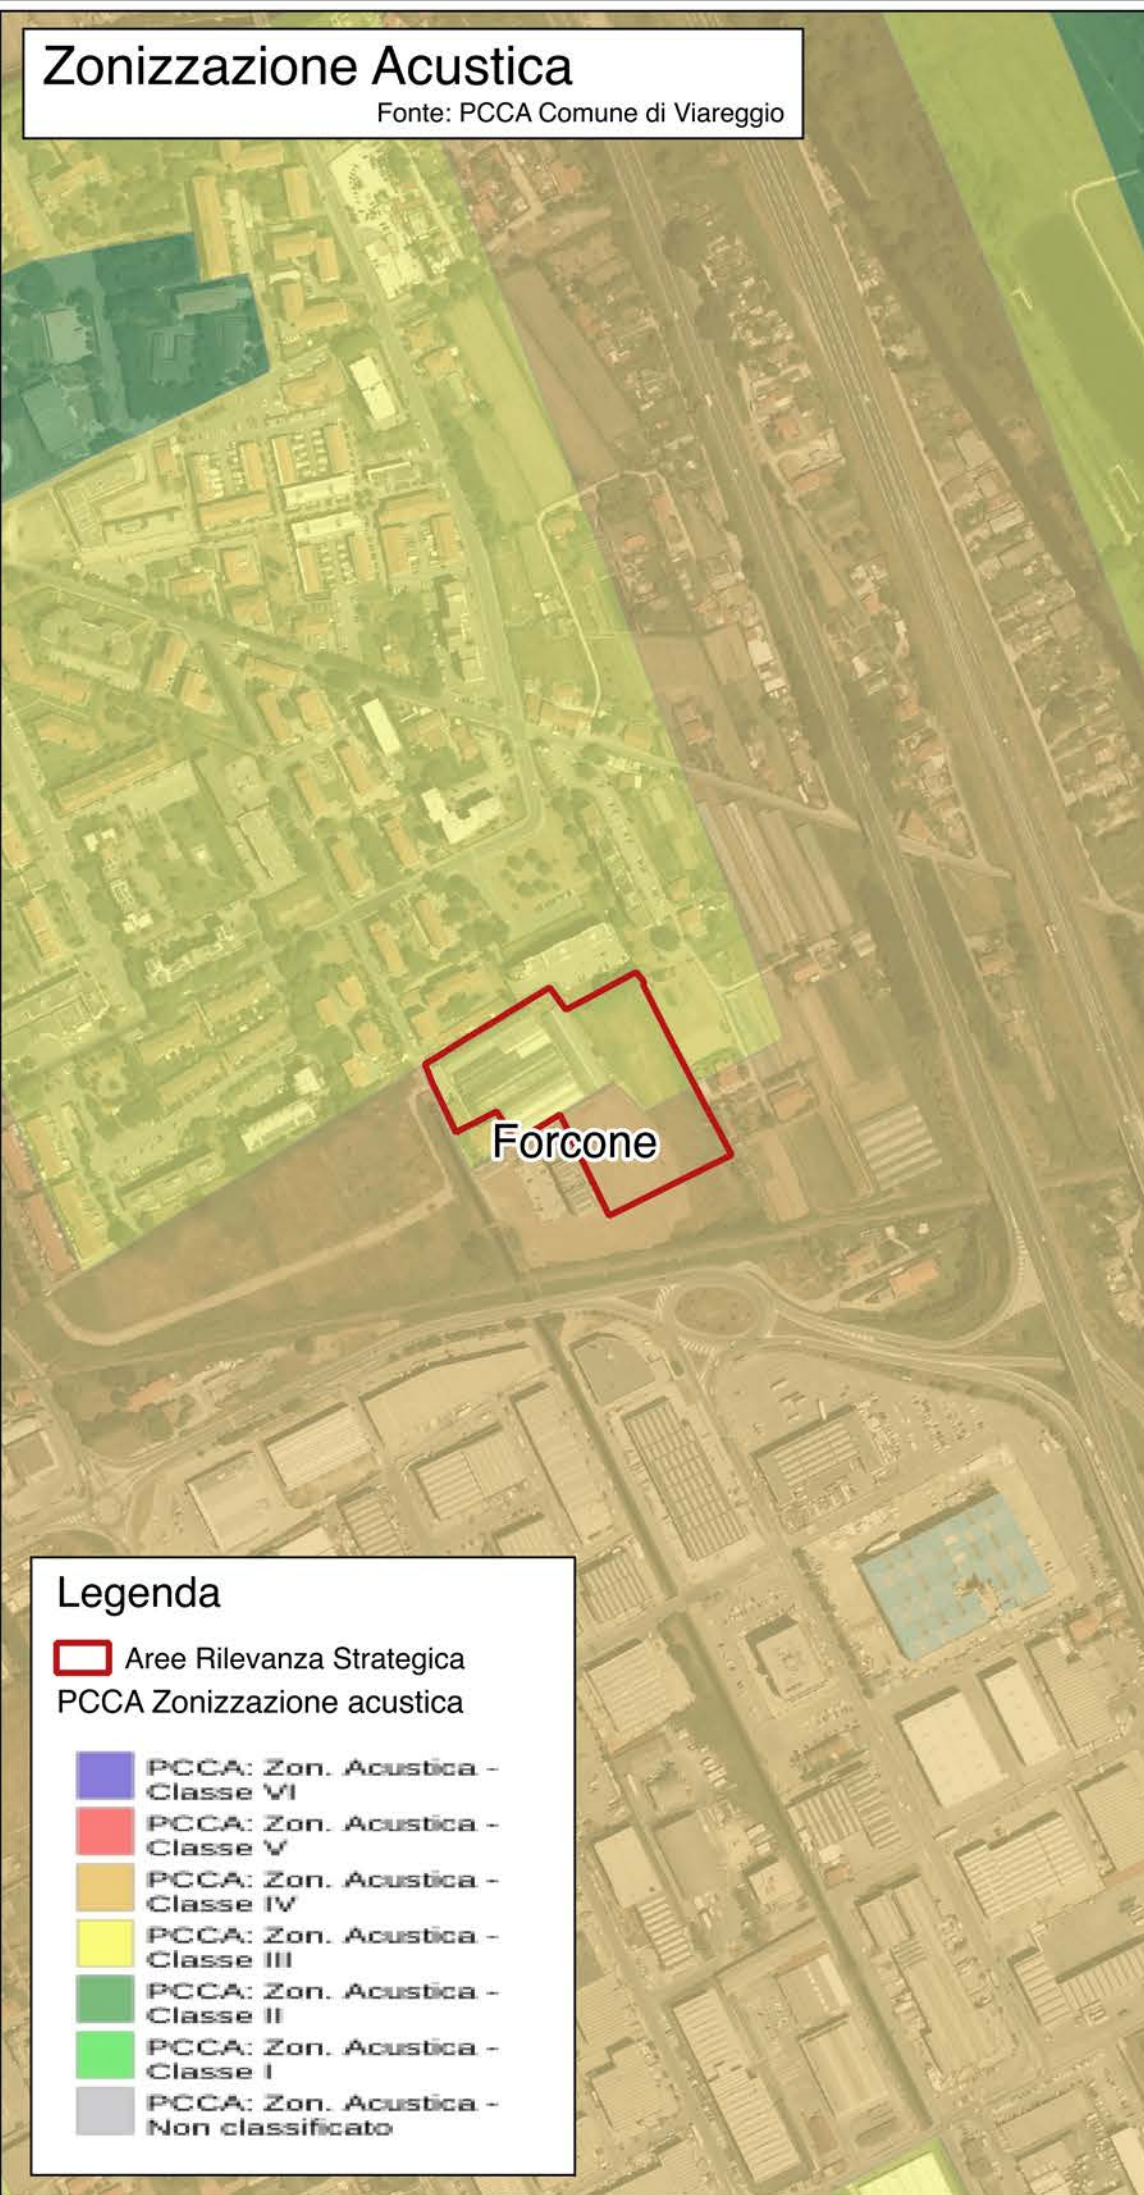 Zonizzazione Acustica
Fonte: PCCA Comune di Viareggio
Forcone
Legenda
Aree Rilevanza Strategica
PCCA Zonizzazione acustica
PCCA: Zon. Acustica -
Classe VI
PCCA: Zon. Acustica -
Classe V
PCCA: Zon. Acustica -
Classe IV
PCCA: Zon. Acustica -
Classe III
PCCA: Zon. Acustica -
Classe II
PCCA: Zon. Acustica -
Classe I
PCCA: Zon. Acustica -
Non classificato